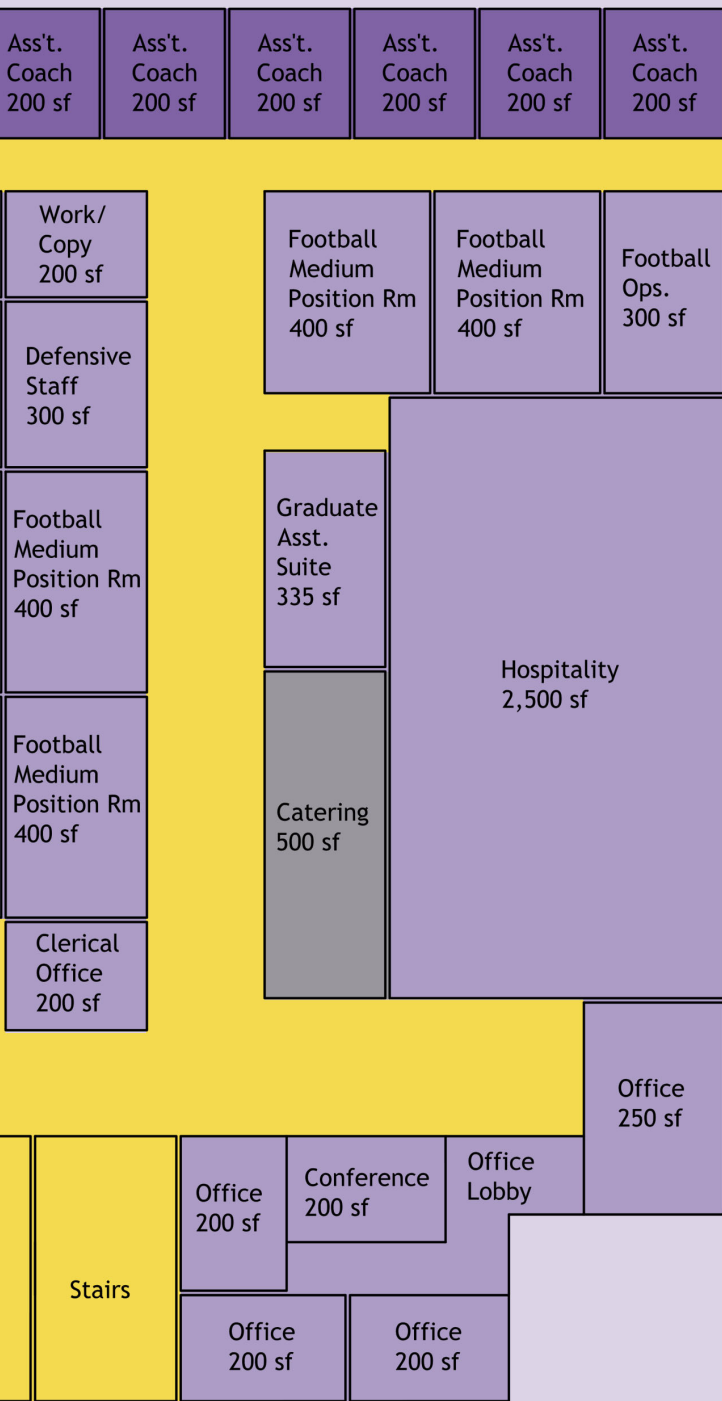 Ass't.
Coach
200 sf
Ass't.
Coach
200 sf
Ass't.
Coach
200 sf
Ass't.
Coach
200 sf
Ass't.
Coach
200 sf
Ass't.
Coach
200 sf
Work/
Copy
200 sf
Football
Medium
Position Rm
400 sf
Football
Medium
Position Rm
400 sf
Football
Ops.
300 sf
Defensive
Staff
300 sf
Football
Medium
Position Rm
400 sf
Graduate
Asst.
Suite
335 sf
Hospitality
2,500 sf
Football
Medium
Position Rm
400 sf
Catering
500 sf
Clerical
Office
200 sf
Office
250 sf
Office
200 sf
Conference
200 sf
Office
Lobby
Stairs
Office
200 sf
Office
200 sf